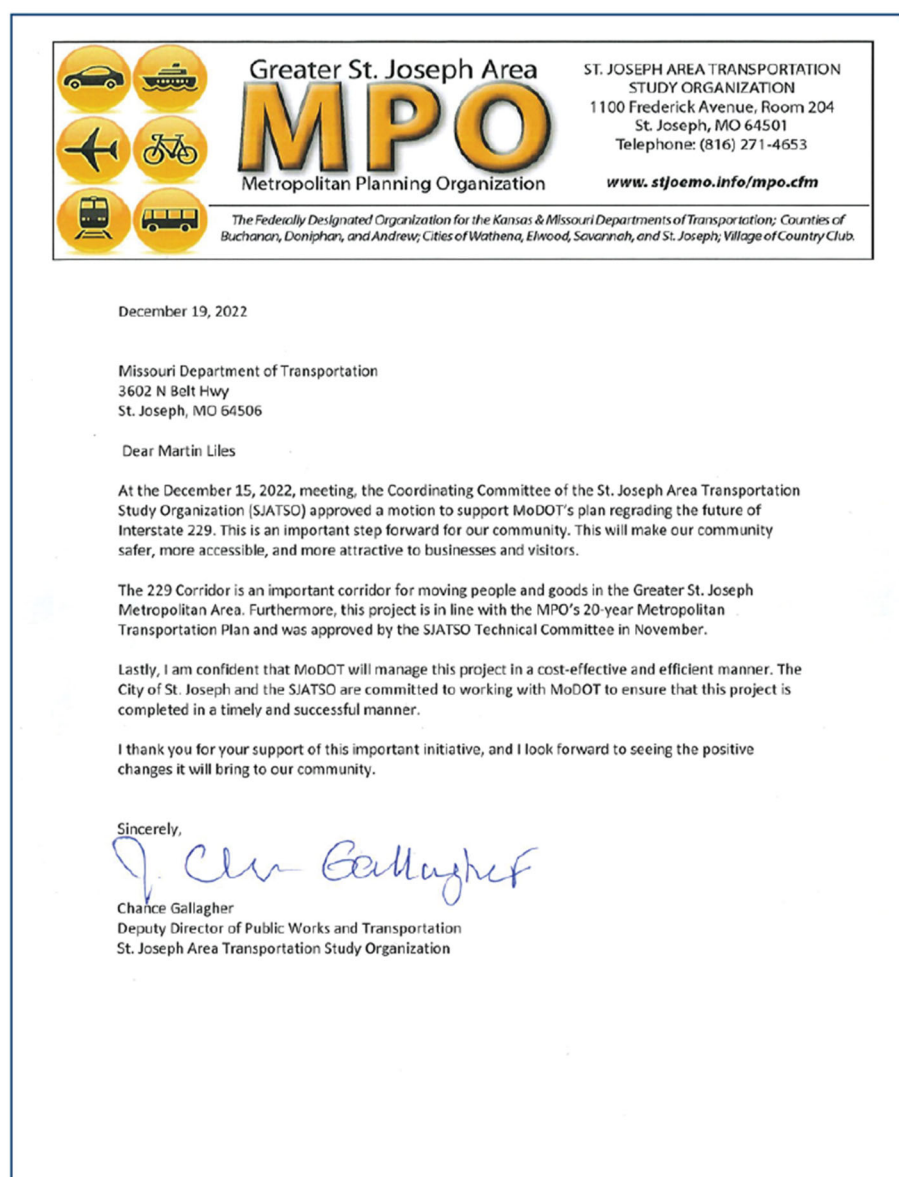 Greater St. Joseph Area
MPO
Metropolitan Planning Organization
ST. JOSEPH AREA TRANSPORTATION
STUDY ORGANIZATION
1100 Frederick Avenue, Room 204
St. Joseph, MO 64501
Telephone: (816) 271-4653
www. stjoemo.info/mpo.cfm
The Federally Designated Organization for the Kansas & Missouri Departments of Transportation; Counties of
Buchanan, Doniphan, and Andrew; Cities of Wathena, Elwood, Savannah, and St. Joseph; Village of Country Club.
December 19, 2022
Missouri Department of Transportation
3602 N Belt Hwy
St. Joseph, MO 64506
Dear Martin Liles
At the December 15, 2022, meeting, the Coordinating Committee of the St. Joseph Area Transportation
Study Organization (SJATSO) approved a motion to support MoDOT's plan regrading the future of
Interstate 229. This is an important step forward for our community. This will make our community
safer, more accessible, and more attractive to businesses and visitors.
The 229 Corridor is an important corridor for moving people and goods in the Greater St. Joseph
Metropolitan Area. Furthermore, this project is in line with the MPO's 20-year Metropolitan
Transportation Plan and was approved by the SJATSO Technical Committee in November.
Lastly, I am confident that MoDOT will manage this project in a cost-effective and efficient manner. The
City of St. Joseph and the SJATSO are committed to working with MoDOT to ensure that this project is
completed in a timely and successful manner.
I thank you for your support of this important initiative, and I look forward to seeing the positive
changes it will bring to our community.
Sincerely,
J. Gallagher
Chance Gallagher
Deputy Director of Public Works and Transportation
St. Joseph Area Transportation Study Organization